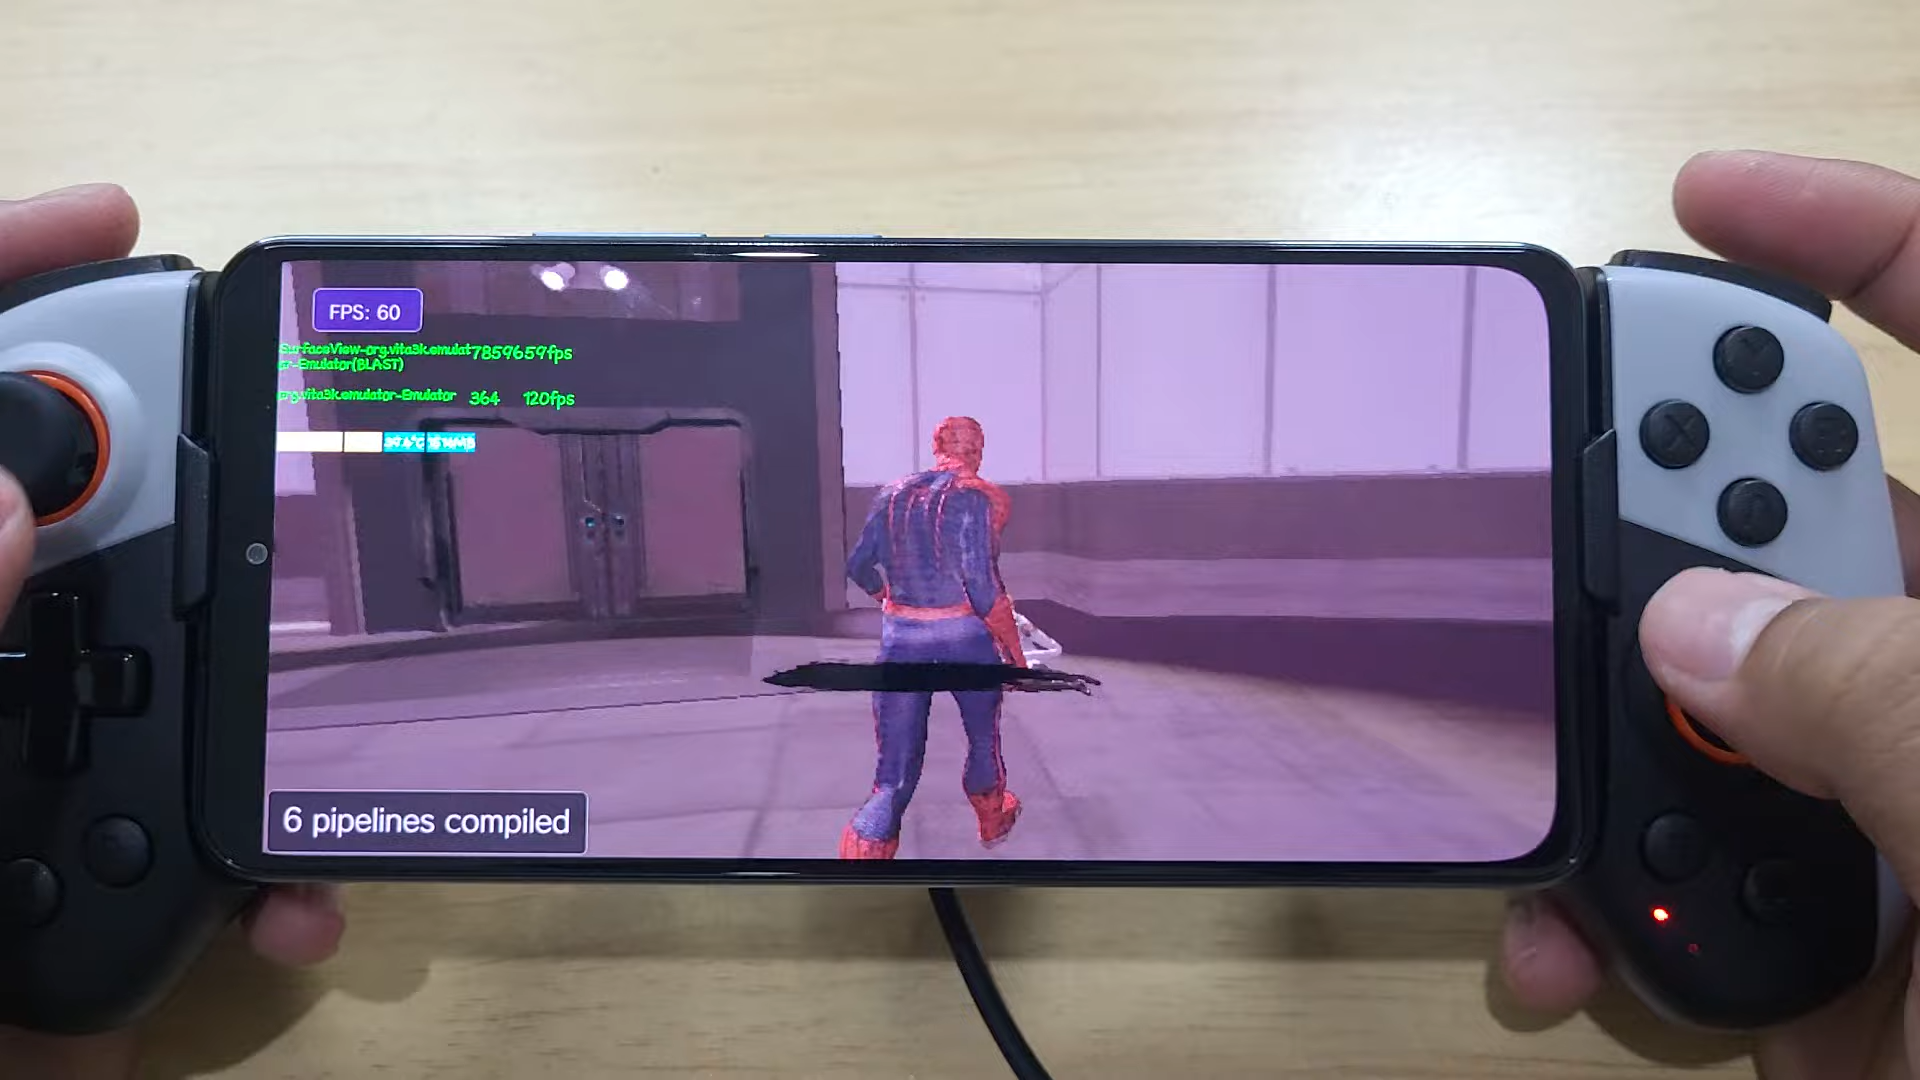 FPS: 60
SurfaceView-org.vita3k.emulat 7859659fps
or-Emulator(BLAST)
org.vita3k.emulator-Emulator 364 120fps
6 pipelines compiled
Y
X